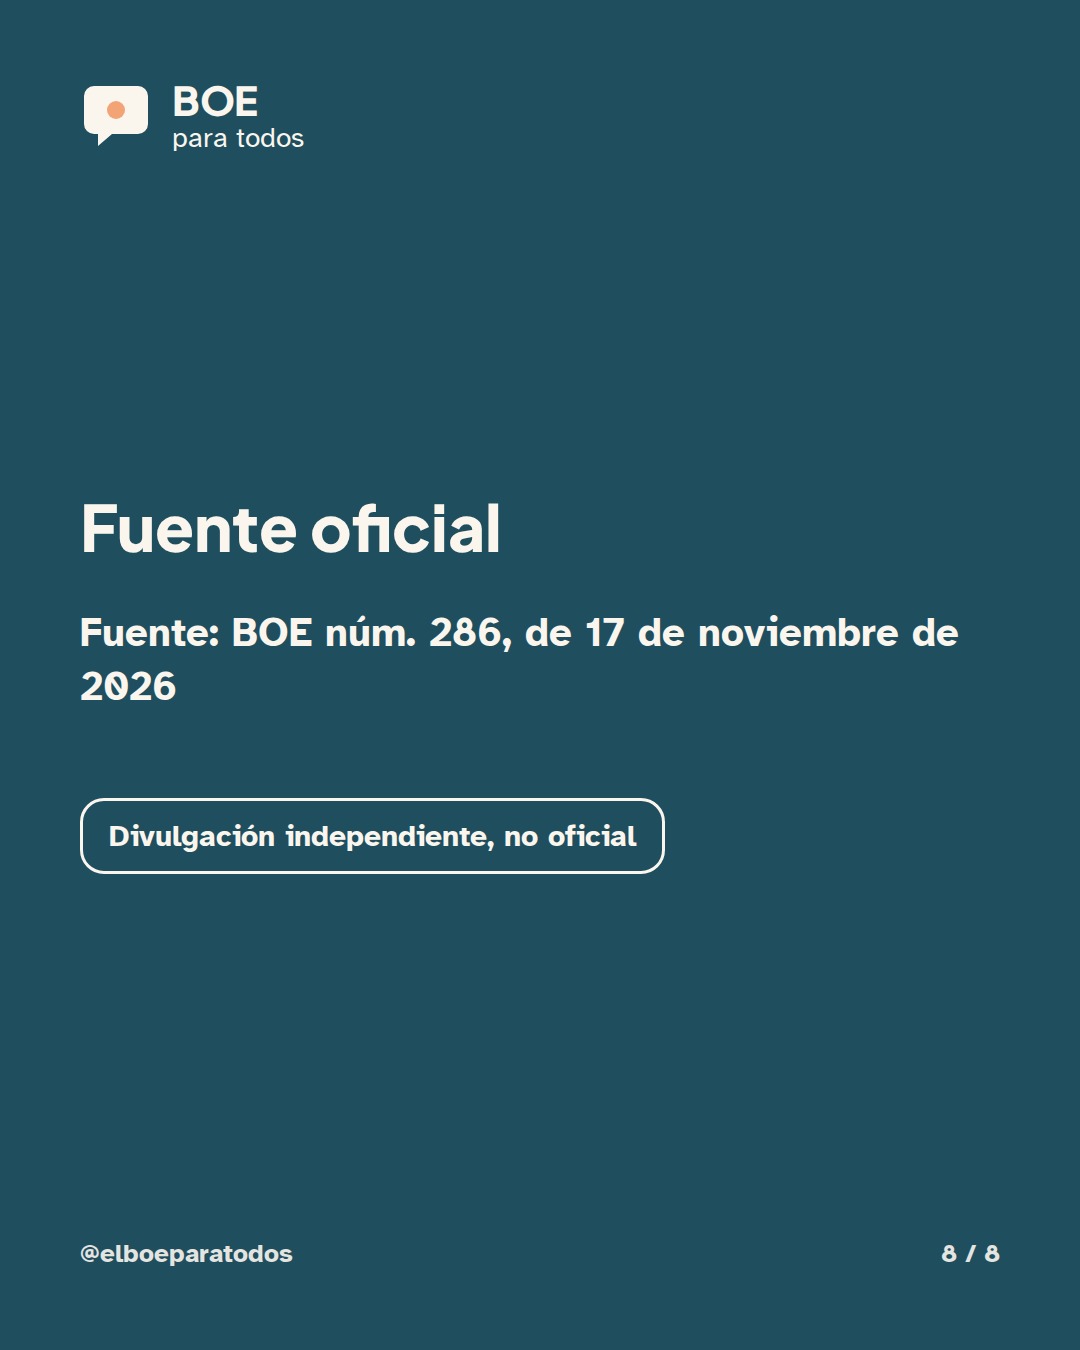 BOE
para todos
Fuente oficial
Fuente: BOE núm. 286, de 17 de noviembre de
2026
Divulgación independiente, no oficial
@elboeparatodos
8 / 8